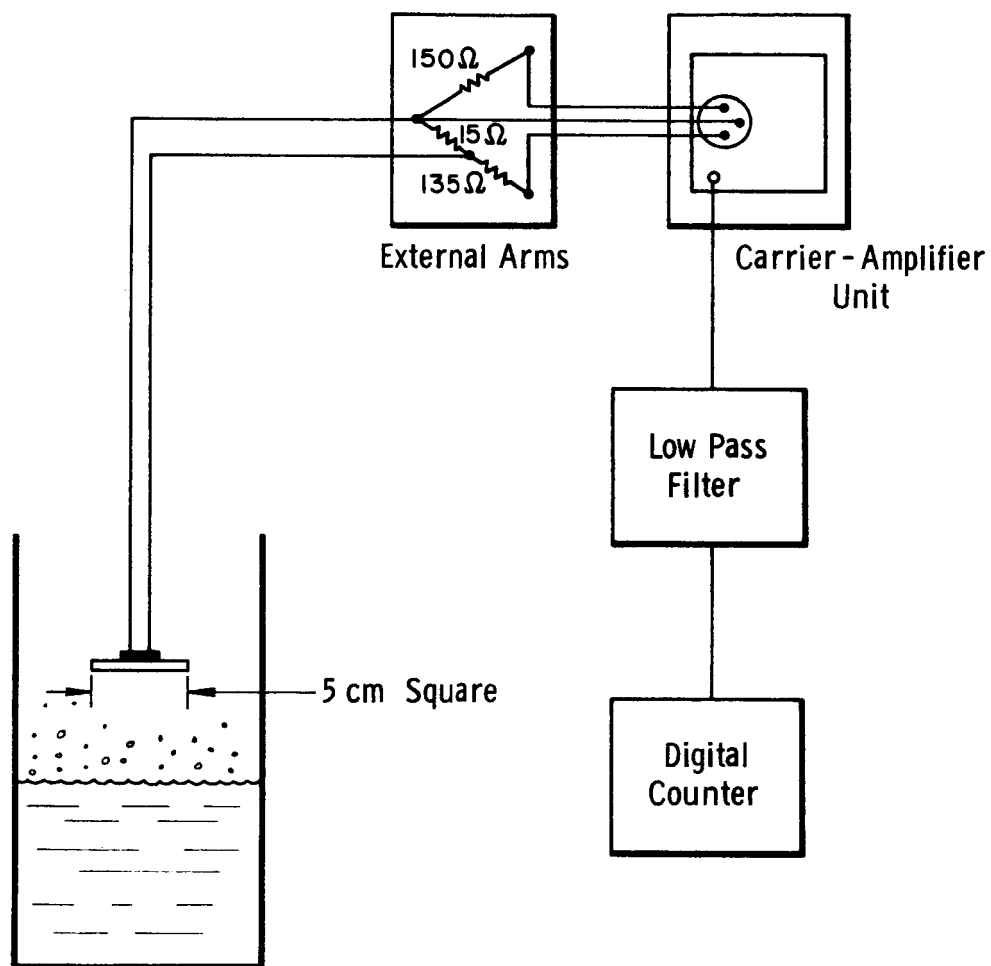 150Ω
15Ω
135Ω
External Arms
Carrier-Amplifier
Unit
Low Pass
Filter
5 cm Square
Digital
Counter